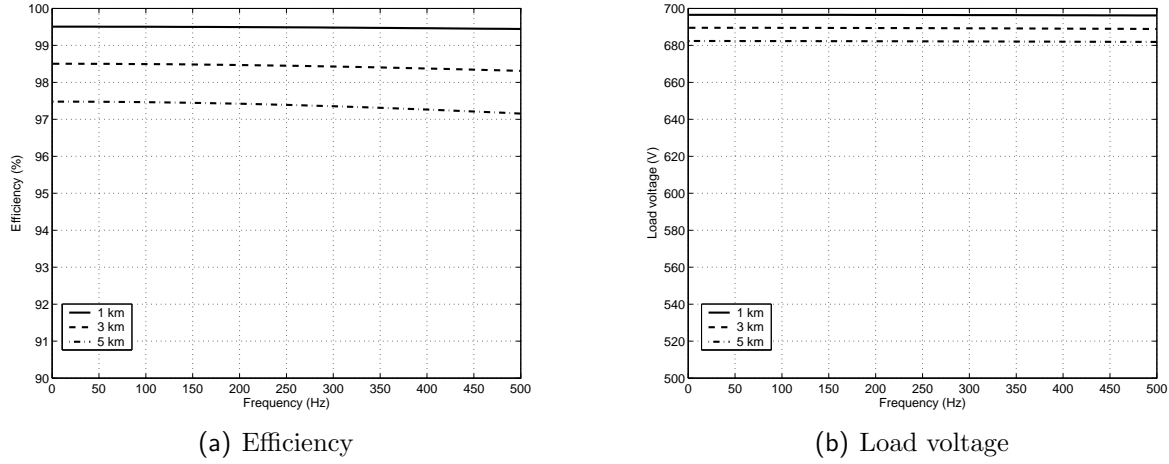 100
99
98
97
96
95
94
93
92
91
90
Efficiency (%)
1 km
3 km
5 km
0 50 100 150 200 250 300 350 400 450 500
Frequency (Hz)
(a) Efficiency
700
680
660
640
620
600
580
560
540
520
500
Load voltage (V)
1 km
3 km
5 km
0 50 100 150 200 250 300 350 400 450 500
Frequency (Hz)
(b) Load voltage